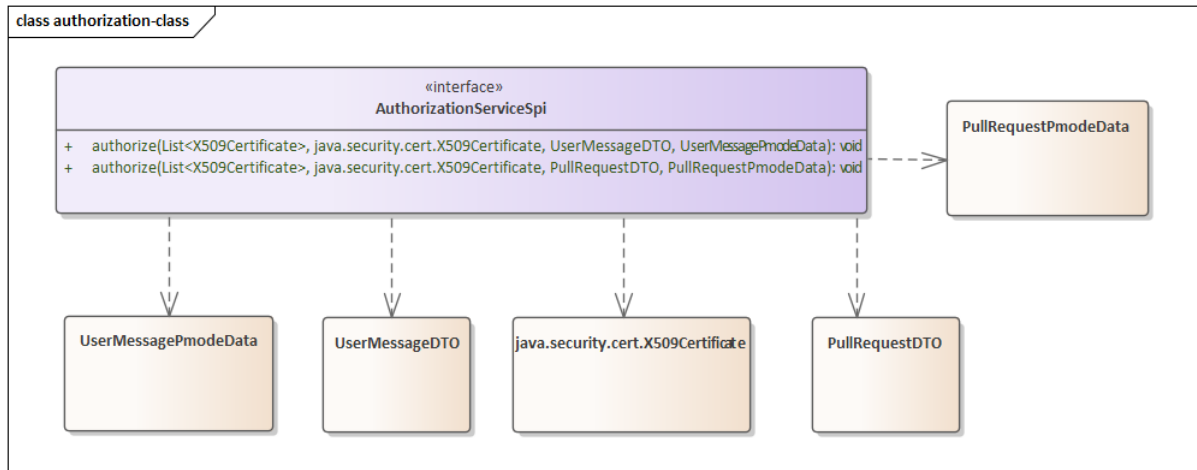 class authorization-class
«interface»
AuthorizationServiceSpi
+ authorize(List<X509Certificate>, java.security.cert.X509Certificate, UserMessageDTO, UserMessagePmodeData): void
+ authorize(List<X509Certificate>, java.security.cert.X509Certificate, PullRequestDTO, PullRequestPmodeData): void
PullRequestPmodeData
UserMessagePmodeData
UserMessageDTO
java.security.cert.X509Certificate
PullRequestDTO